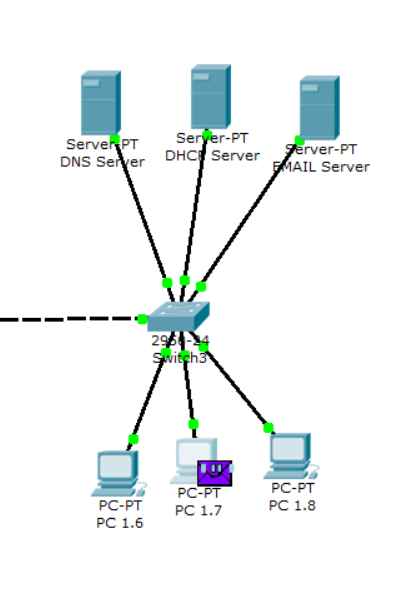 Server-PT
DNS Server
Server-PT
DHCP Server
Server-PT
EMAIL Server
2950-24
Switch3
PC-PT
PC 1.6
PC-PT
PC 1.7
PC-PT
PC 1.8